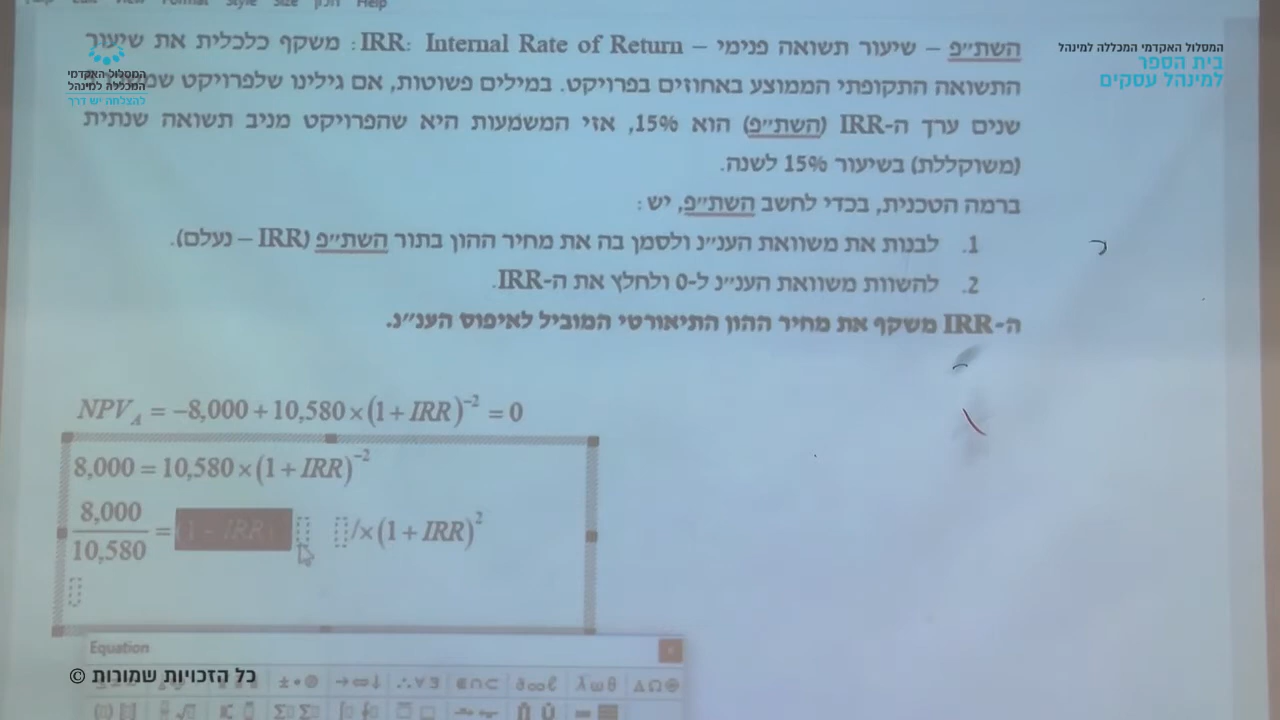 Format Style Size חלון Help
השת״פ – שיעור תשואה פנימי – IRR: Internal Rate of Return: משקף כלכלית את שיעור
התשואה התקופתי הממוצע באחוזים בפרויקט. במילים פשוטות, אם גילינו שלפרויקט
שנים ערך ה-IRR (השת״פ) הוא 15%, אזי המשמעות היא שהפרויקט מניב תשואה שנתית
(משוקללת) בשיעור 15% לשנה.
ברמה הטכנית, בכדי לחשב השת״פ, יש:
1. לבנות את משוואת הענ״נ ולסמן בה את מחיר ההון בתור השת״פ (IRR – נעלם).
2. להשוות משוואת הענ״נ ל-0 ולחלץ את ה-IRR.
ה-IRR משקף את מחיר ההון התיאורטי המוביל לאיפוס הענ״נ.
NPV_A = −8,000 + 10,580 × (1 + IRR)^−2 = 0
8,000 = 10,580 × (1 + IRR)^−2
8,000/10,580 = /× (1 + IRR)^2
Equation
המסלול האקדמי המכללה למינהל
בית הספר
למינהל עסקים
המסלול האקדמי
המכללה למינהל
להצלחה יש דרך
כל הזכויות שמורות ©